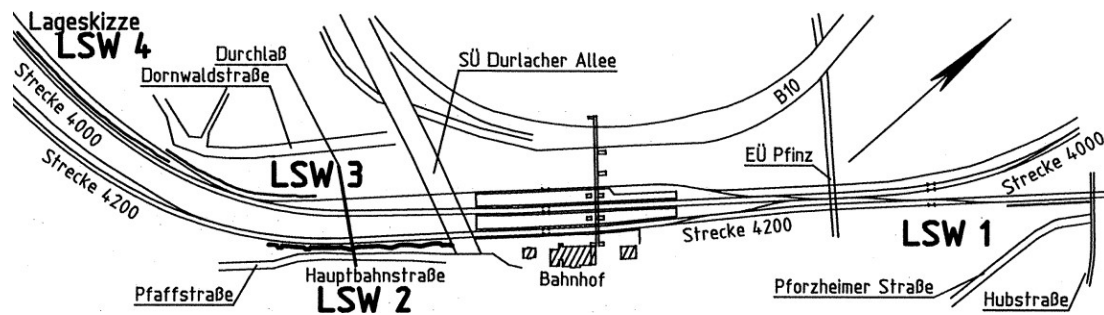 Lageskizze
LSW 4
Durchlaß
Dornwaldstraße
SÜ Durlacher Allee
B10
Strecke 4000
EÜ Pfinz
Strecke 4000
LSW 3
Strecke 4200
Strecke 4200
LSW 1
Hauptbahnstraße
Bahnhof
Pfaffstraße
LSW 2
Pforzheimer Straße
Hubstraße